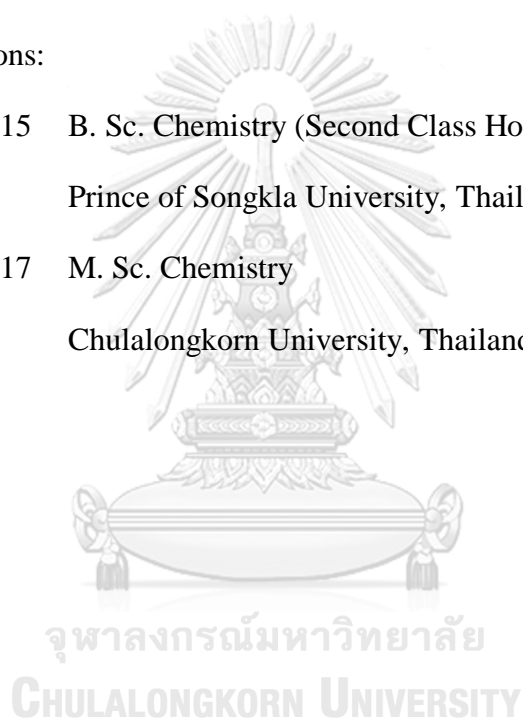 ons:
15 B. Sc. Chemistry (Second Class Ho
Prince of Songkla University, Thail
17 M. Sc. Chemistry
Chulalongkorn University, Thailand
จุฬาลงกรณ์มหาวิทยาลัย
CHULALONGKORN UNIVERSITY